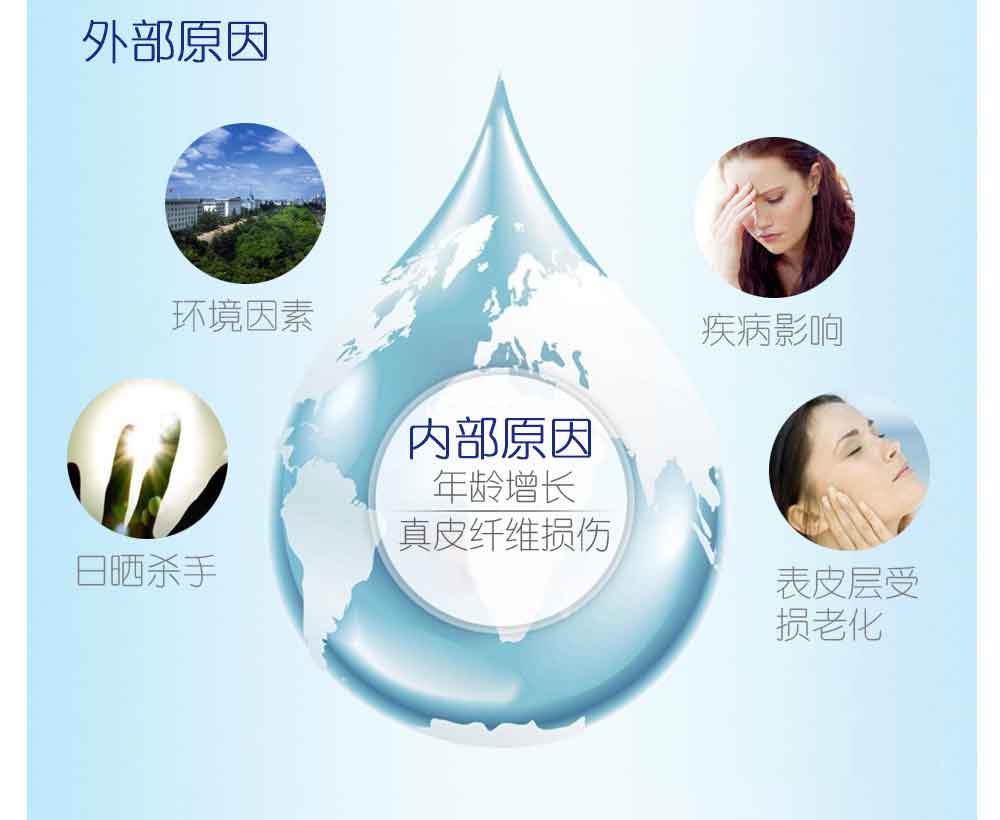 外部原因
环境因素
疾病影响
内部原因
年龄增长
真皮纤维损伤
日晒杀手
表皮层受
损老化